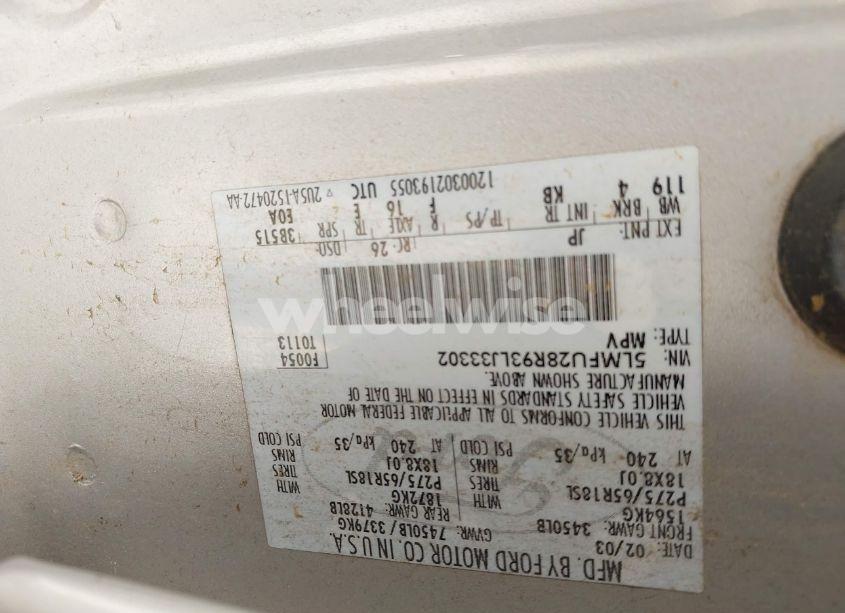 MFD. BY FORD MOTOR CO. IN U.S.A.
DATE: 02/03 GVWR: 7450LB / 3379KG
FRONT GAWR: 3450LB REAR GAWR: 4128LB
1564KG WITH 1872KG WITH
P275/65R18SL TIRES P275/65R18SL TIRES
18X8.0J RIMS 18X8.0J RIMS
AT 240 kPa/35 PSI COLD AT 240 kPa/35 PSI COLD
THIS VEHICLE CONFORMS TO ALL APPLICABLE FEDERAL MOTOR
VEHICLE SAFETY STANDARDS IN EFFECT ON THE DATE OF
MANUFACTURE SHOWN ABOVE.
VIN: 5LMFU28R93LJ33302 F0054
TYPE: MPV T0113
wheelwise
EXT PNT: JP RC: 26 DSO:
WB BRK INT TR TP/PS R AXLE TR SPR 3B515
119 4 KB F 16 E E0A
1200302193055 UTC ▽ 2U5A-1520472-AA